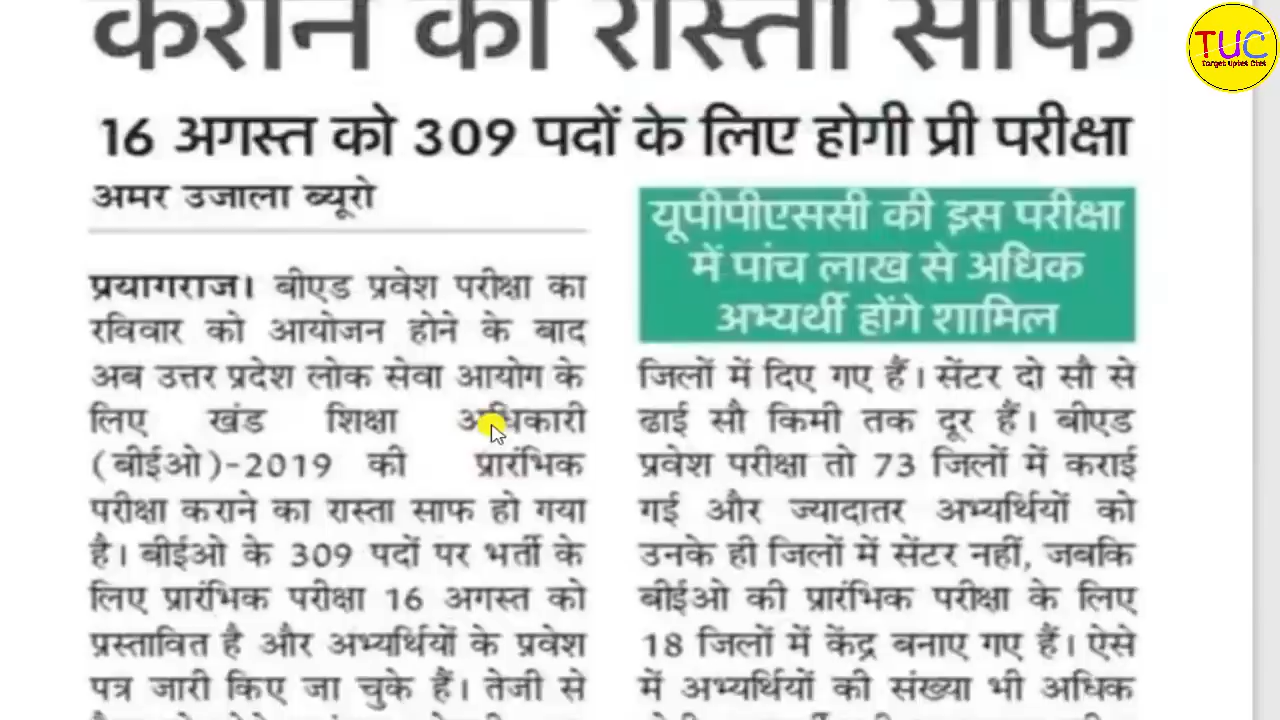 कराने का रास्ता साफ
TUC
Target Uptet Ctet
16 अगस्त को 309 पदों के लिए होगी प्री परीक्षा
अमर उजाला ब्यूरो
प्रयागराज। बीएड प्रवेश परीक्षा का
रविवार को आयोजन होने के बाद
अब उत्तर प्रदेश लोक सेवा आयोग के
लिए खंड शिक्षा अधिकारी
(बीईओ)-2019 की प्रारंभिक
परीक्षा कराने का रास्ता साफ हो गया
है। बीईओ के 309 पदों पर भर्ती के
लिए प्रारंभिक परीक्षा 16 अगस्त को
प्रस्तावित है और अभ्यर्थियों के प्रवेश
पत्र जारी किए जा चुके हैं। तेजी से
यूपीपीएससी की इस परीक्षा
में पांच लाख से अधिक
अभ्यर्थी होंगे शामिल
जिलों में दिए गए हैं। सेंटर दो सौ से
ढाई सौ किमी तक दूर हैं। बीएड
प्रवेश परीक्षा तो 73 जिलों में कराई
गई और ज्यादातर अभ्यर्थियों को
उनके ही जिलों में सेंटर नहीं, जबकि
बीईओ की प्रारंभिक परीक्षा के लिए
18 जिलों में केंद्र बनाए गए हैं। ऐसे
में अभ्यर्थियों की संख्या भी अधिक